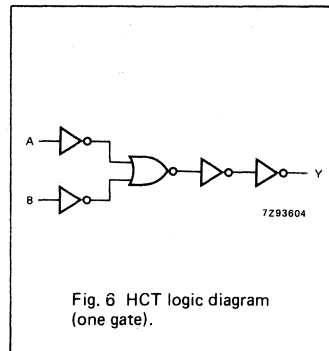 A
B
Y
7Z93604
Fig. 6 HCT logic diagram
(one gate).